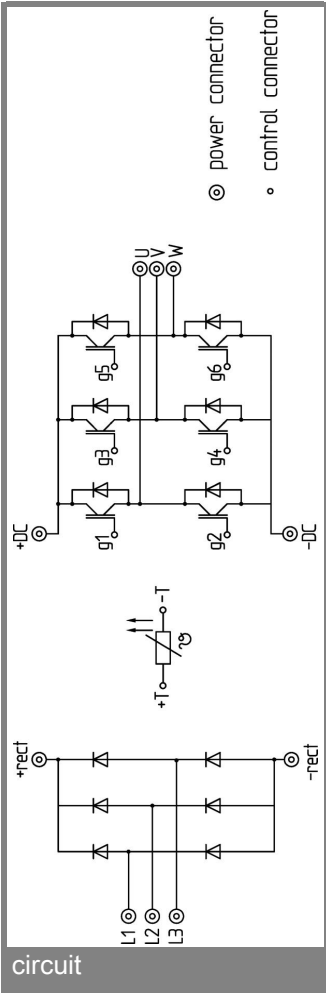 power connector
control connector
U
V
W
g5
g6
g3
g4
g1
g2
+DC
-DC
-T
+T
ϑ
+rect
-rect
L1
L2
L3
circuit